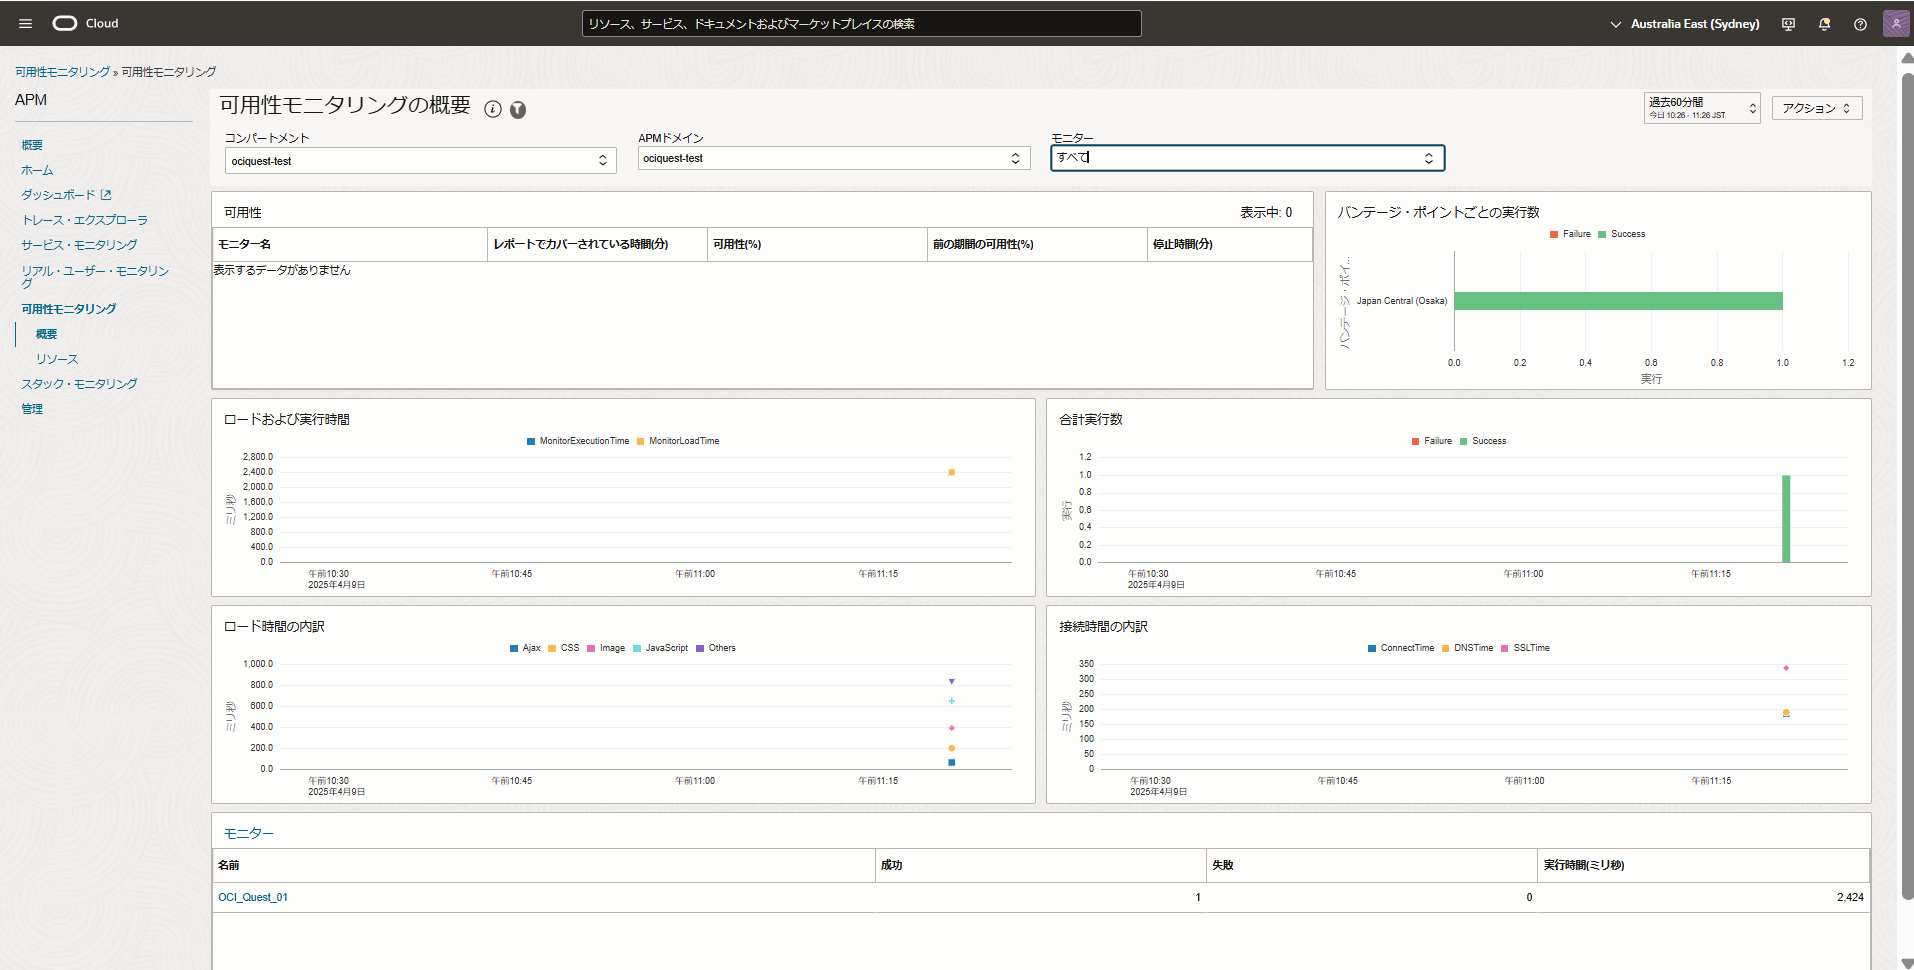 Cloud
リソース、サービス、ドキュメントおよびマーケットプレイスの検索
Australia East (Sydney)
可用性モニタリング » 可用性モニタリング
APM
概要
ホーム
ダッシュボード
トレース・エクスプローラ
サービス・モニタリング
リアル・ユーザー・モニタリン
グ
可用性モニタリング
概要
リソース
スタック・モニタリング
管理
可用性モニタリングの概要
過去60分間
今日 10:26 - 11:26 JST
アクション
コンパートメント
ociquest-test
APMドメイン
ociquest-test
モニター
すべて
可用性
表示中: 0
モニター名 レポートでカバーされている時間(分) 可用性(%) 前の期間の可用性(%) 停止時間(分)
表示するデータがありません
バンテージ・ポイントごとの実行数
Failure Success
バンテージ・ポイ...
Japan Central (Osaka)
0.0 0.2 0.4 0.6 0.8 1.0 1.2
実行
ロードおよび実行時間
MonitorExecutionTime MonitorLoadTime
ミリ秒
2,800.0
2,400.0
2,000.0
1,600.0
1,200.0
800.0
400.0
0.0
午前10:30 午前10:45 午前11:00 午前11:15
2025年4月9日
合計実行数
Failure Success
実行
1.2
1.0
0.8
0.6
0.4
0.2
0.0
午前10:30 午前10:45 午前11:00 午前11:15
2025年4月9日
ロード時間の内訳
Ajax CSS Image JavaScript Others
ミリ秒
1,000.0
800.0
600.0
400.0
200.0
0.0
午前10:30 午前10:45 午前11:00 午前11:15
2025年4月9日
接続時間の内訳
ConnectTime DNSTime SSLTime
ミリ秒
350
300
250
200
150
100
50
0
午前10:30 午前10:45 午前11:00 午前11:15
2025年4月9日
モニター
名前 成功 失敗 実行時間(ミリ秒)
OCI_Quest_01 1 0 2,424